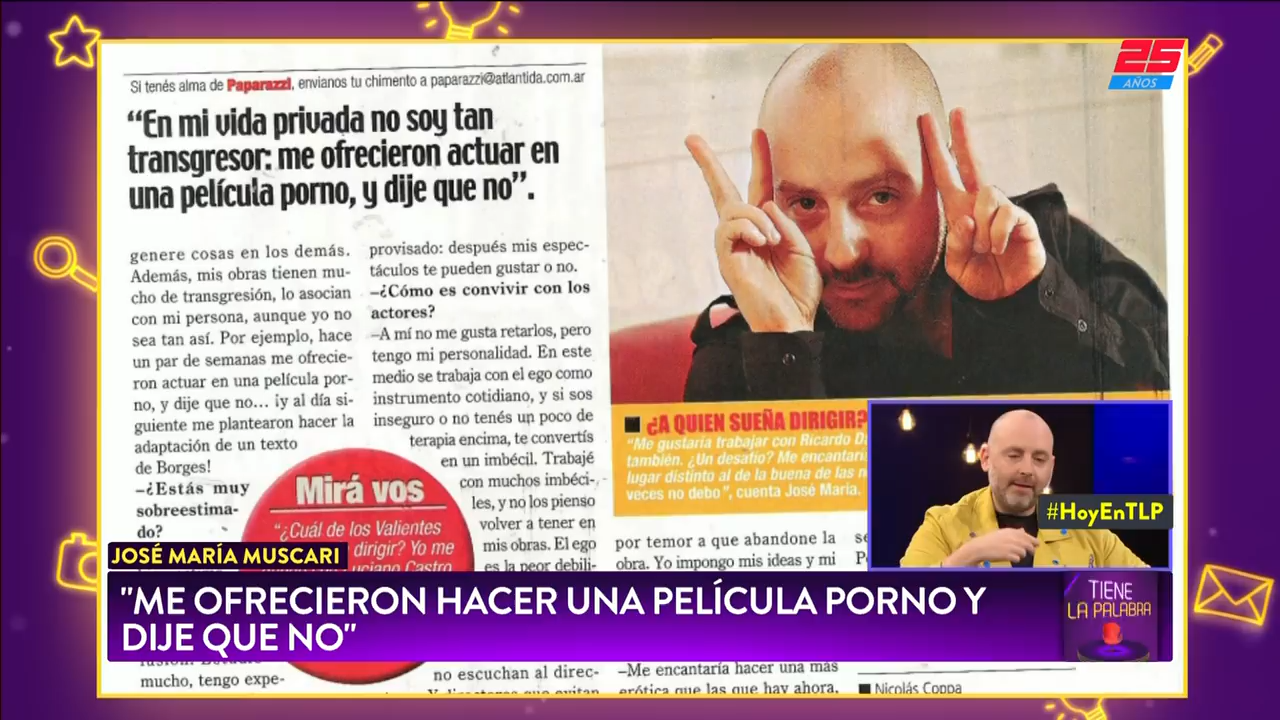 Si tenés alma de Paparazzi, envianos tu chimento a paparazzi@atlantida.com.ar
25
AÑOS
“En mi vida privada no soy tan
transgresor: me ofrecieron actuar en
una película porno, y dije que no”.
genere cosas en los demás.
Además, mis obras tienen mu-
cho de transgresión, lo asocian
con mi persona, aunque yo no
sea tan así. Por ejemplo, hace
un par de semanas me ofrecie-
ron actuar en una película por-
no, y dije que no... ¡y al día si-
guiente me plantearon hacer la
adaptación de un texto
de Borges!
–¿Estás muy
sobreestima-
do?
provisado: después mis espec-
táculos te pueden gustar o no.
–¿Cómo es convivir con los
actores?
–A mí no me gusta retarlos, pero
tengo mi personalidad. En este
medio se trabaja con el ego como
instrumento cotidiano, y si sos
inseguro o no tenés un poco de
terapia encima, te convertís
en un imbécil. Trabajé
con muchos imbéci-
les, y no los pienso
volver a tener en
mis obras. El ego
es la peor debili-
Mirá vos
“¿Cuál de los Valientes
dirigir? Yo me
Luciano Castro
¿A QUIEN SUEÑA DIRIGIR?
“Me gustaría trabajar con Ricardo
también. ¿Un desafío? Me encantaría
lugar distinto al de la buena de las
veces no debo”, cuenta José María.
por temor a que abandone la
obra. Yo impongo mis ideas y mi
#HoyEnTLP
JOSÉ MARÍA MUSCARI
"ME OFRECIERON HACER UNA PELÍCULA PORNO Y
DIJE QUE NO"
TIENE
LA PALABRA
mucho, tengo expe-
no escuchan al direc-
–Me encantaría hacer una más
erótica que las que hay ahora,
Nicolás Coppa